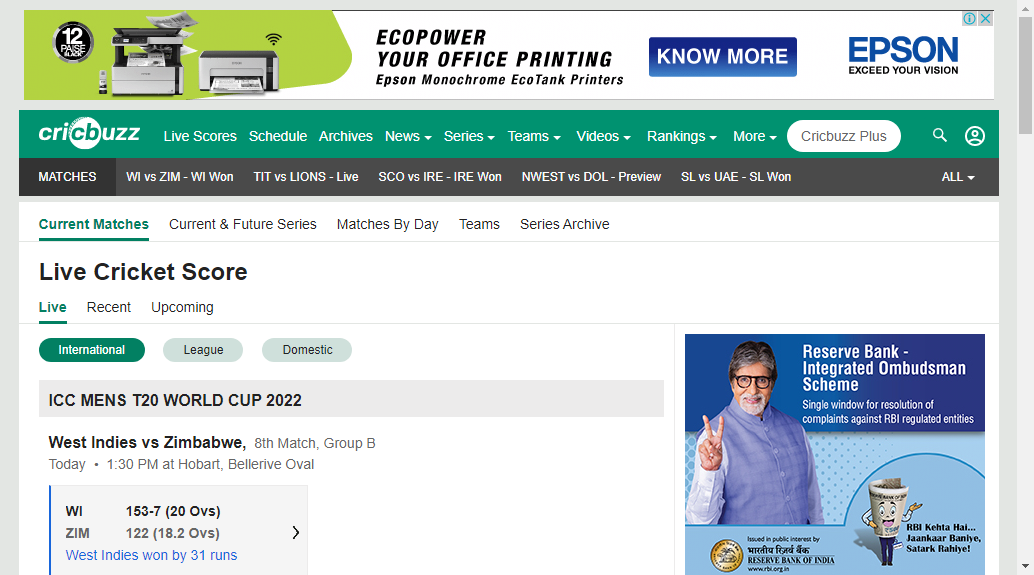 12
PAISE
BLACK
ECOPOWER
YOUR OFFICE PRINTING
Epson Monochrome EcoTank Printers
KNOW MORE
EPSON
EXCEED YOUR VISION
cricbuzz
Live Scores Schedule Archives News Series Teams Videos Rankings More Cricbuzz Plus
MATCHES WI vs ZIM - WI Won TIT vs LIONS - Live SCO vs IRE - IRE Won NWEST vs DOL - Preview SL vs UAE - SL Won ALL
Current Matches Current & Future Series Matches By Day Teams Series Archive
Live Cricket Score
Live Recent Upcoming
International League Domestic
ICC MENS T20 WORLD CUP 2022
West Indies vs Zimbabwe, 8th Match, Group B
Today • 1:30 PM at Hobart, Bellerive Oval
WI 153-7 (20 Ovs)
ZIM 122 (18.2 Ovs)
West Indies won by 31 runs
Reserve Bank -
Integrated Ombudsman
Scheme
Single window for resolution of
complaints against RBI regulated entities
RBI Kehta Hai...
Jaankaar Baniye,
Satark Rahiye!
Issued in public interest by
भारतीय रिज़र्व बैंक
RESERVE BANK OF INDIA
www.rbi.org.in